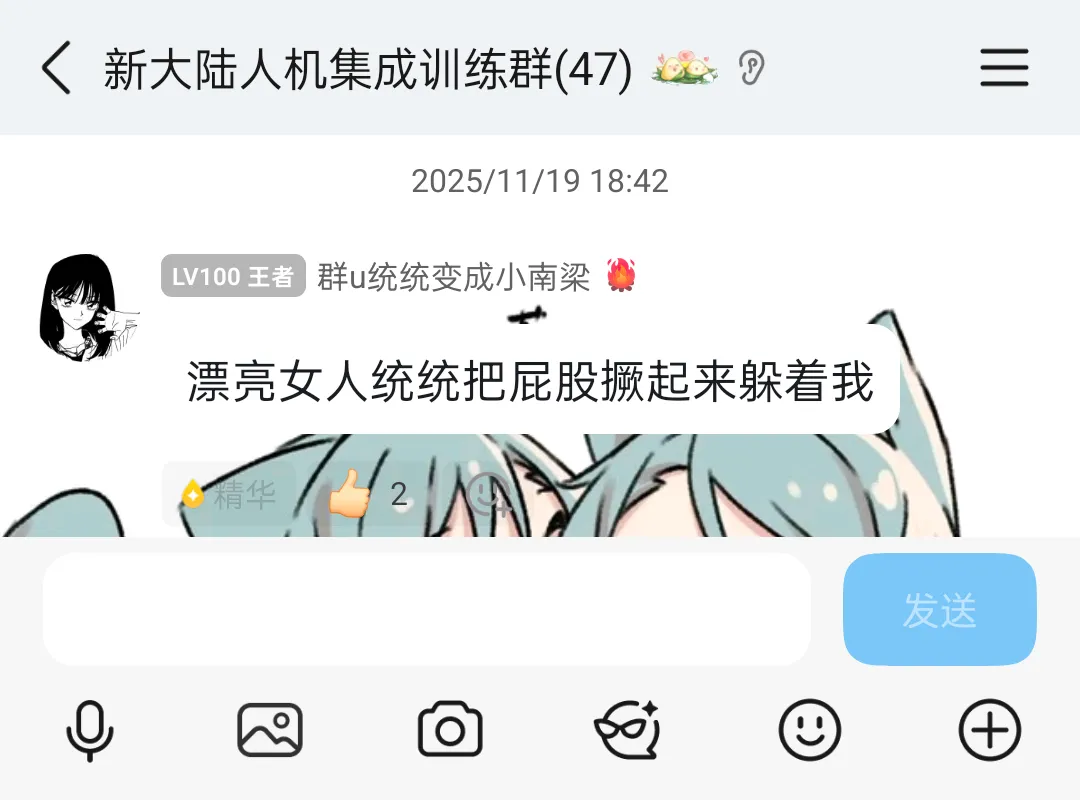 新大陆人机集成训练群(47)
2025/11/19 18:42
LV100 王者 群u统统变成小南梁
漂亮女人统统把屁股撅起来躲着我
精华 2
发送